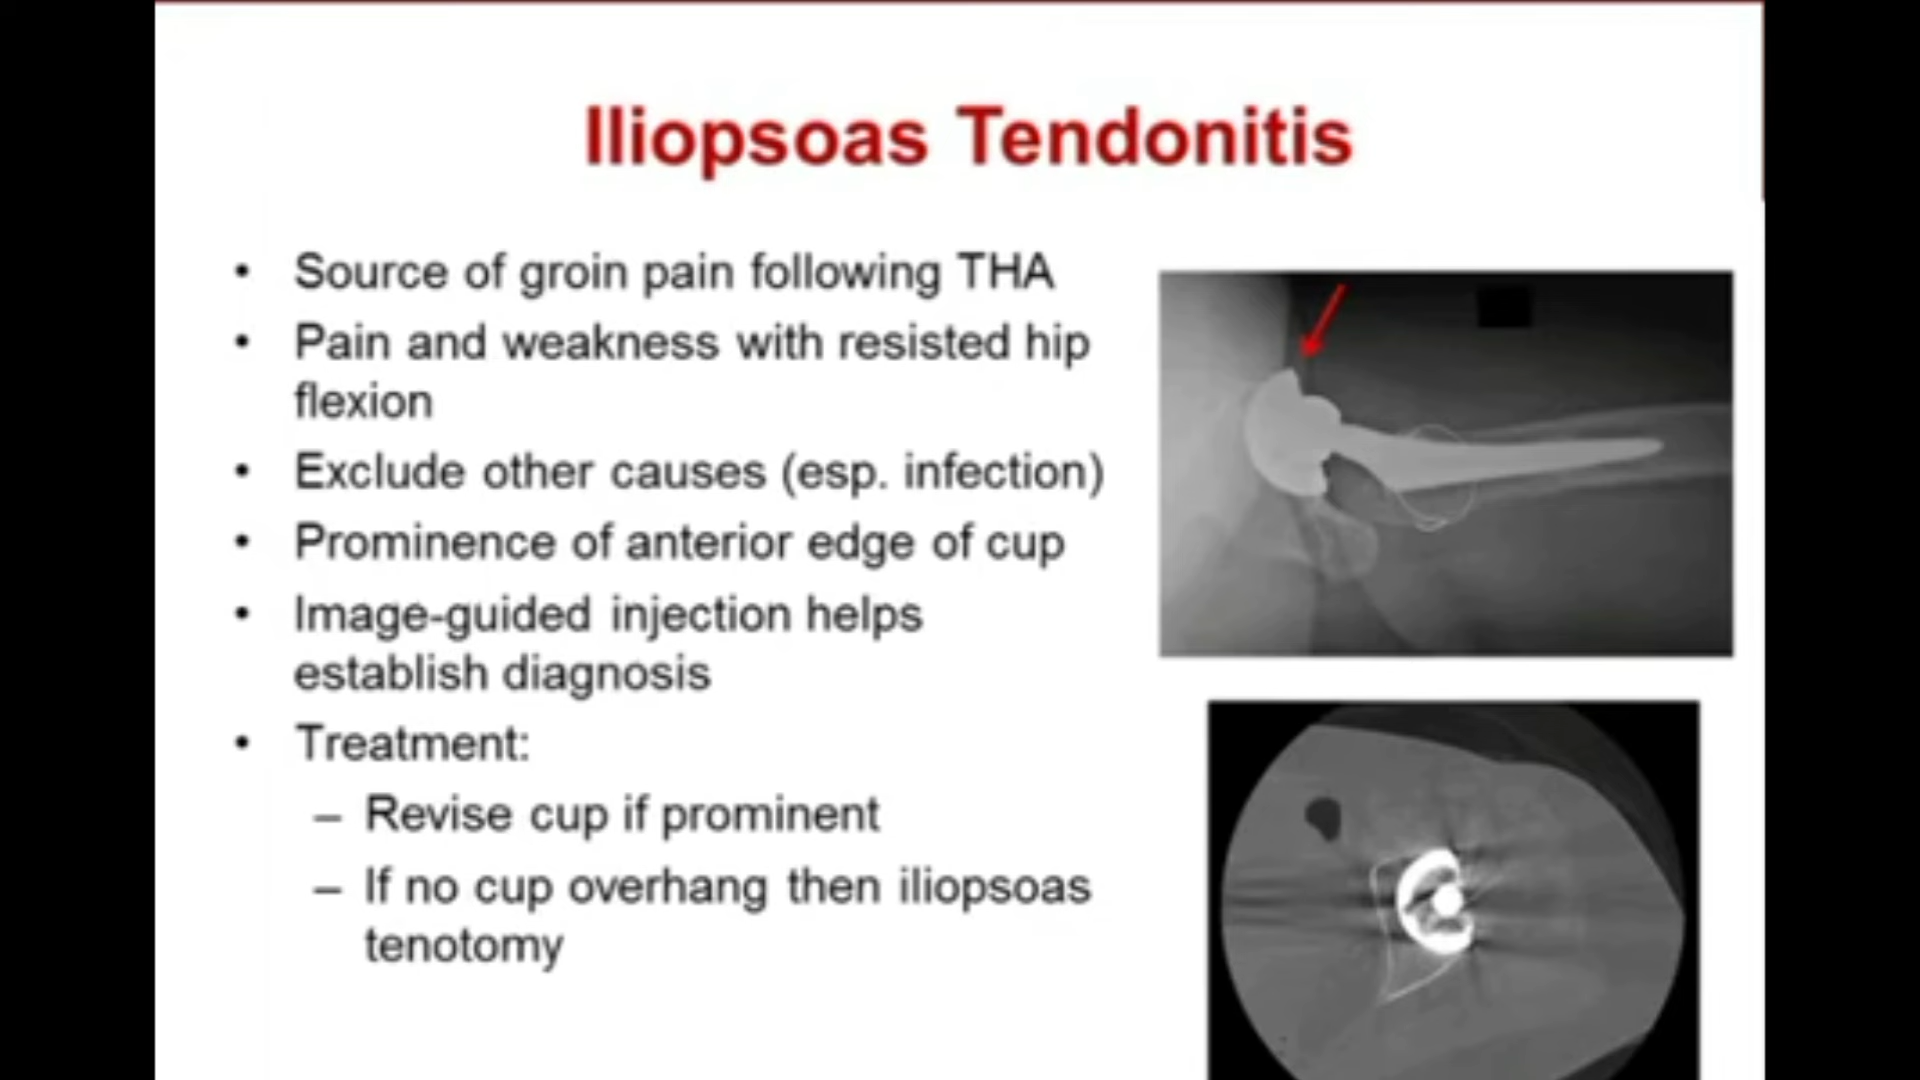 Iliopsoas Tendonitis
• Source of groin pain following THA
• Pain and weakness with resisted hip
flexion
• Exclude other causes (esp. infection)
• Prominence of anterior edge of cup
• Image-guided injection helps
establish diagnosis
• Treatment:
– Revise cup if prominent
– If no cup overhang then iliopsoas
tenotomy